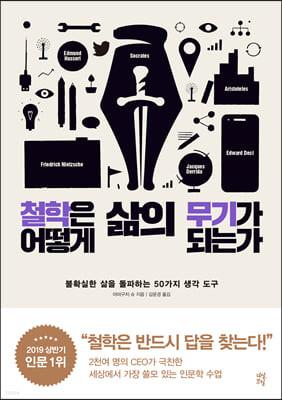 Edmund
Husserl
Socrates
Aristoteles
Friedrich Nietzsche
Jacques
Derrida
Edward Deci
철학은 삶의 무기가
어떻게 되는가
불확실한 삶을 돌파하는 50가지 생각 도구
야마구치 슈 지음 | 김윤경 옮김
2019 상반기
인문 1위
“철학은 반드시 답을 찾는다!”
2천여 명의 CEO가 극찬한
세상에서 가장 쓸모 있는 인문학 수업
다산
초당